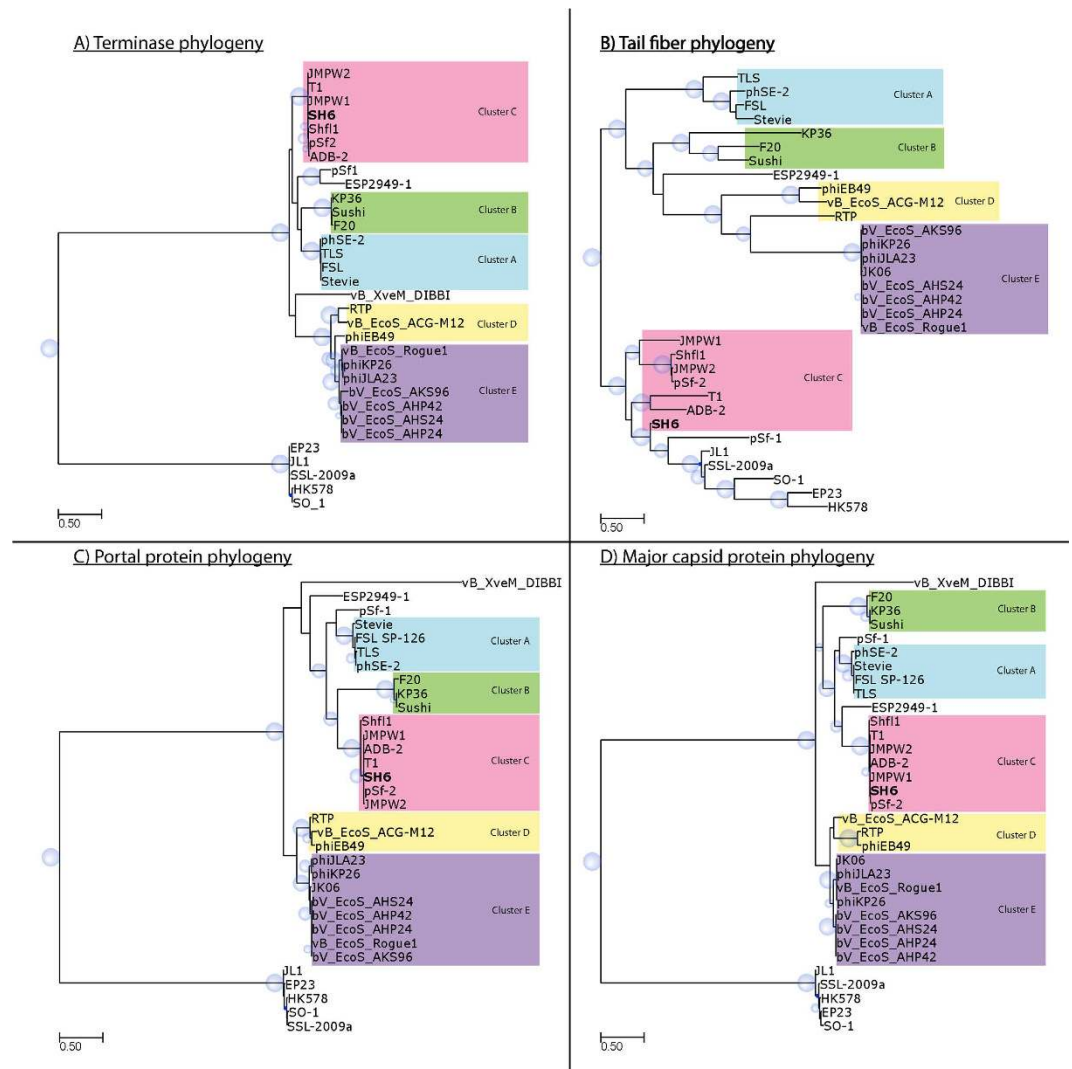 A) Terminase phylogeny
JMPW2
T1
JMPW1
SH6
Shfl1
pSf2
ADB-2
Cluster C
pSf1
ESP2949-1
KP36
Sushi
F20
Cluster B
phSE-2
TLS
FSL
Stevie
Cluster A
vB_XveM_DIBBI
RTP
vB_EcoS_ACG-M12
phiEB49
Cluster D
vB_EcoS_Rogue1
phiKP26
phiJLA23
bV_EcoS_AKS96
bV_EcoS_AHP42
bV_EcoS_AHS24
bV_EcoS_AHP24
Cluster E
EP23
JL1
SSL-2009a
HK578
SO_1
0.50
B) Tail fiber phylogeny
TLS
phSE-2
FSL
Stevie
Cluster A
KP36
F20
Sushi
Cluster B
ESP2949-1
phiEB49
vB_EcoS_ACG-M12
RTP
Cluster D
bV_EcoS_AKS96
phiKP26
phiJLA23
JK06
bV_EcoS_AHS24
bV_EcoS_AHP42
bV_EcoS_AHP24
vB_EcoS_Rogue1
Cluster E
JMPW1
Shfl1
JMPW2
pSf-2
T1
ADB-2
SH6
Cluster C
pSf-1
JL1
SSL-2009a
SO-1
EP23
HK578
0.50
C) Portal protein phylogeny
vB_XveM_DIBBI
ESP2949-1
pSf-1
Stevie
FSL SP-126
TLS
phSE-2
Cluster A
F20
KP36
Sushi
Cluster B
Shfl1
JMPW1
ADB-2
T1
SH6
pSf-2
JMPW2
Cluster C
RTP
vB_EcoS_ACG-M12
phiEB49
Cluster D
phiJLA23
phiKP26
JK06
bV_EcoS_AHS24
bV_EcoS_AHP42
bV_EcoS_AHP24
vB_EcoS_Rogue1
bV_EcoS_AKS96
Cluster E
JL1
EP23
HK578
SO-1
SSL-2009a
0.50
D) Major capsid protein phylogeny
vB_XveM_DIBBI
F20
KP36
Sushi
Cluster B
pSf-1
phSE-2
Stevie
FSL SP-126
TLS
Cluster A
ESP2949-1
Shfl1
T1
JMPW2
ADB-2
JMPW1
SH6
pSf-2
Cluster C
vB_EcoS_ACG-M12
RTP
phiEB49
Cluster D
JK06
phiJLA23
vB_EcoS_Rogue1
phiKP26
bV_EcoS_AKS96
bV_EcoS_AHS24
bV_EcoS_AHP24
bV_EcoS_AHP42
Cluster E
JL1
SSL-2009a
HK578
EP23
SO-1
0.50